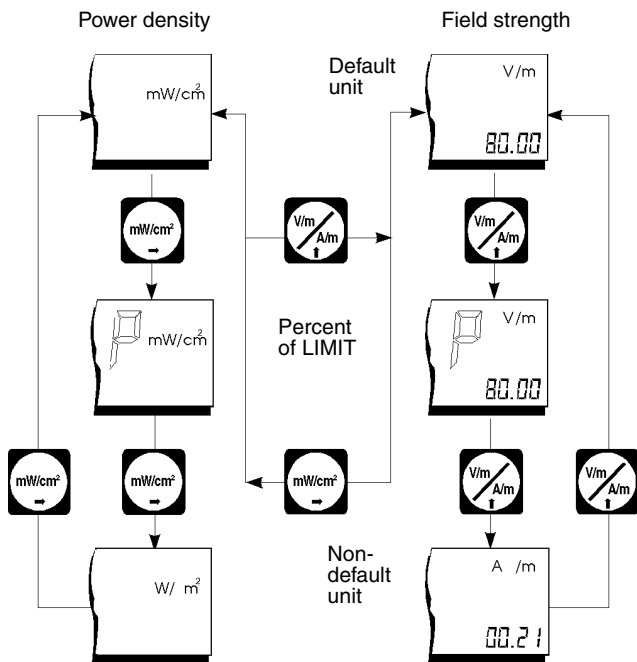 Power density
Field strength
Default
unit
mW/cm²
V/m
80.00
mW/cm²
V/m
A/m
V/m
A/m
P
mW/cm²
Percent
of LIMIT
P
V/m
80.00
mW/cm²
mW/cm²
mW/cm²
V/m
A/m
V/m
A/m
Non-
default
unit
W/ m²
A /m
00.21